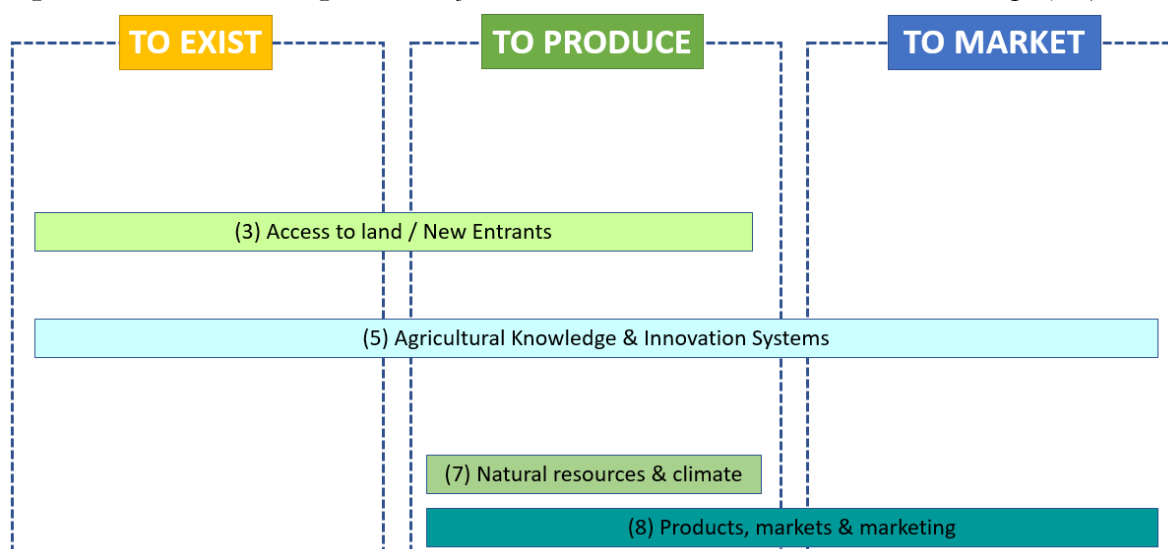 TO EXIST
TO PRODUCE
TO MARKET
(3) Access to land / New Entrants
(5) Agricultural Knowledge & Innovation Systems
(7) Natural resources & climate
(8) Products, markets & marketing